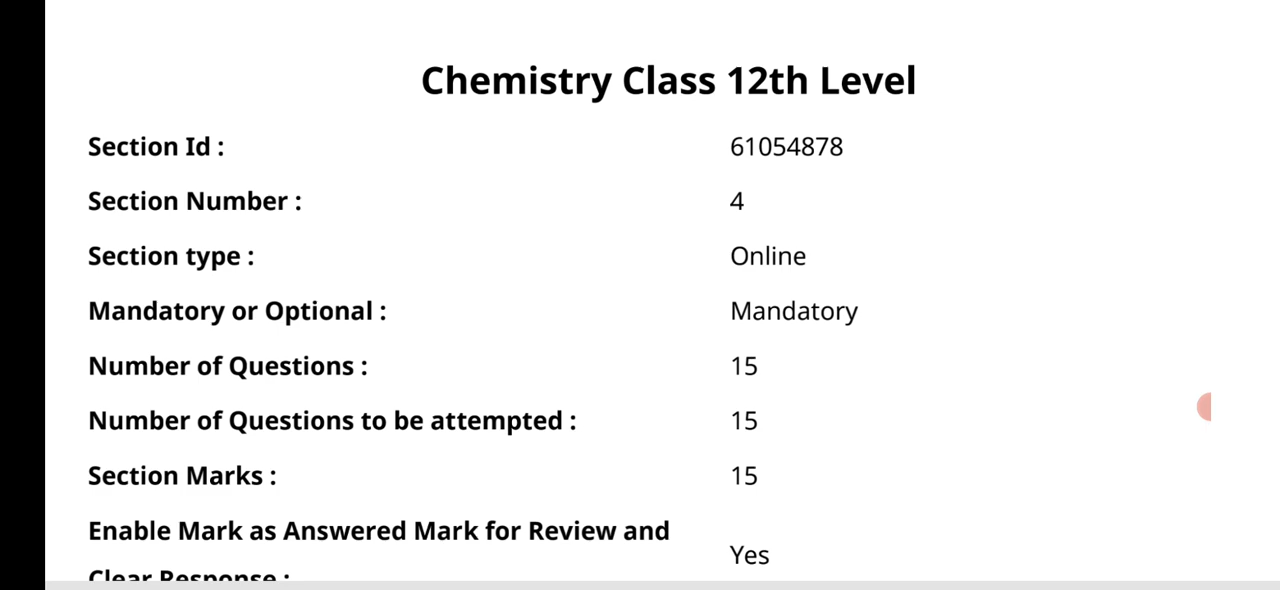 Chemistry Class 12th Level
Section Id : 61054878
Section Number : 4
Section type : Online
Mandatory or Optional : Mandatory
Number of Questions : 15
Number of Questions to be attempted : 15
Section Marks : 15
Enable Mark as Answered Mark for Review and
Yes
Clear Response :